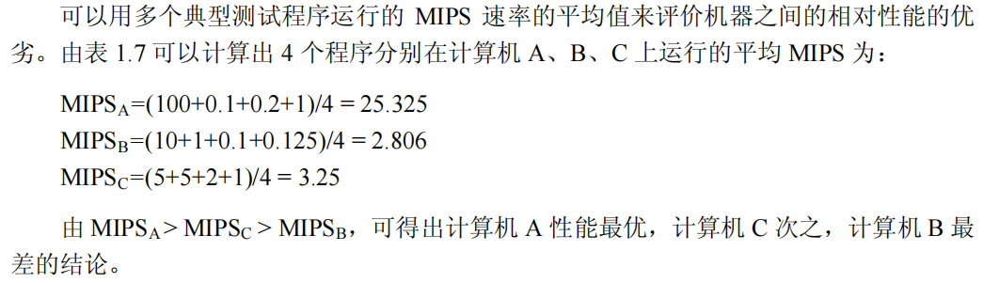 可以用多个典型测试程序运行的 MIPS 速率的平均值来评价机器之间的相对性能的优
劣。由表 1.7 可以计算出 4 个程序分别在计算机 A、B、C 上运行的平均 MIPS 为：
MIPSA=(100+0.1+0.2+1)/4 = 25.325
MIPSB=(10+1+0.1+0.125)/4 = 2.806
MIPSC=(5+5+2+1)/4 = 3.25
由 MIPSA> MIPSC > MIPSB，可得出计算机 A 性能最优，计算机 C 次之，计算机 B 最
差的结论。